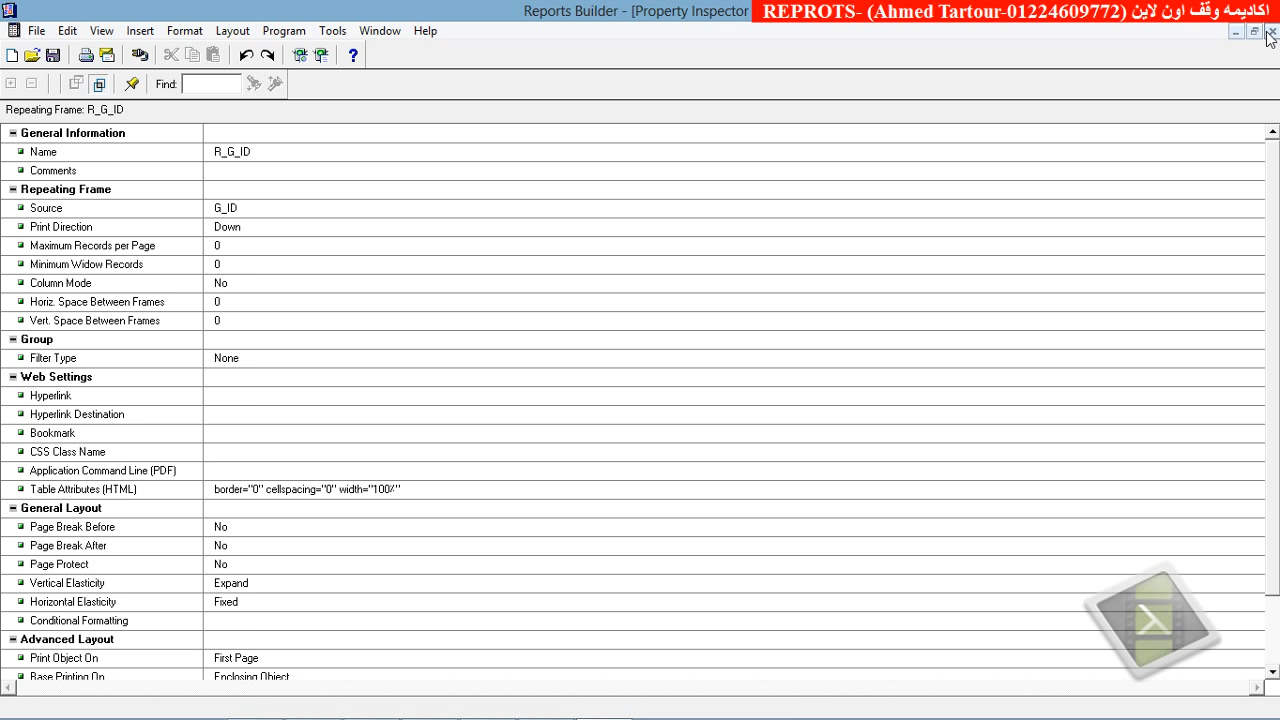 Reports Builder - [Property Inspector
REPROTS- (Ahmed Tartour-01224609772) اكاديمه وقف اون لاين
File Edit View Insert Format Layout Program Tools Window Help
Find:
Repeating Frame: R_G_ID
General Information
Name R_G_ID
Comments
Repeating Frame
Source G_ID
Print Direction Down
Maximum Records per Page 0
Minimum Widow Records 0
Column Mode No
Horiz. Space Between Frames 0
Vert. Space Between Frames 0
Group
Filter Type None
Web Settings
Hyperlink
Hyperlink Destination
Bookmark
CSS Class Name
Application Command Line (PDF)
Table Attributes (HTML) border="0" cellspacing="0" width="100%"
General Layout
Page Break Before No
Page Break After No
Page Protect No
Vertical Elasticity Expand
Horizontal Elasticity Fixed
Conditional Formatting
Advanced Layout
Print Object On First Page
Base Printing On Enclosing Object